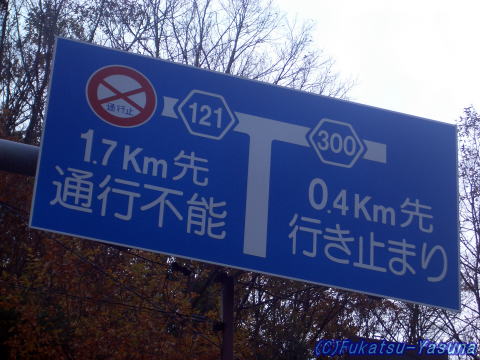 通行止
121
300
1.7Km先
通行不能
0.4Km先
行き止まり
(C)Fukatsu-Yasuna